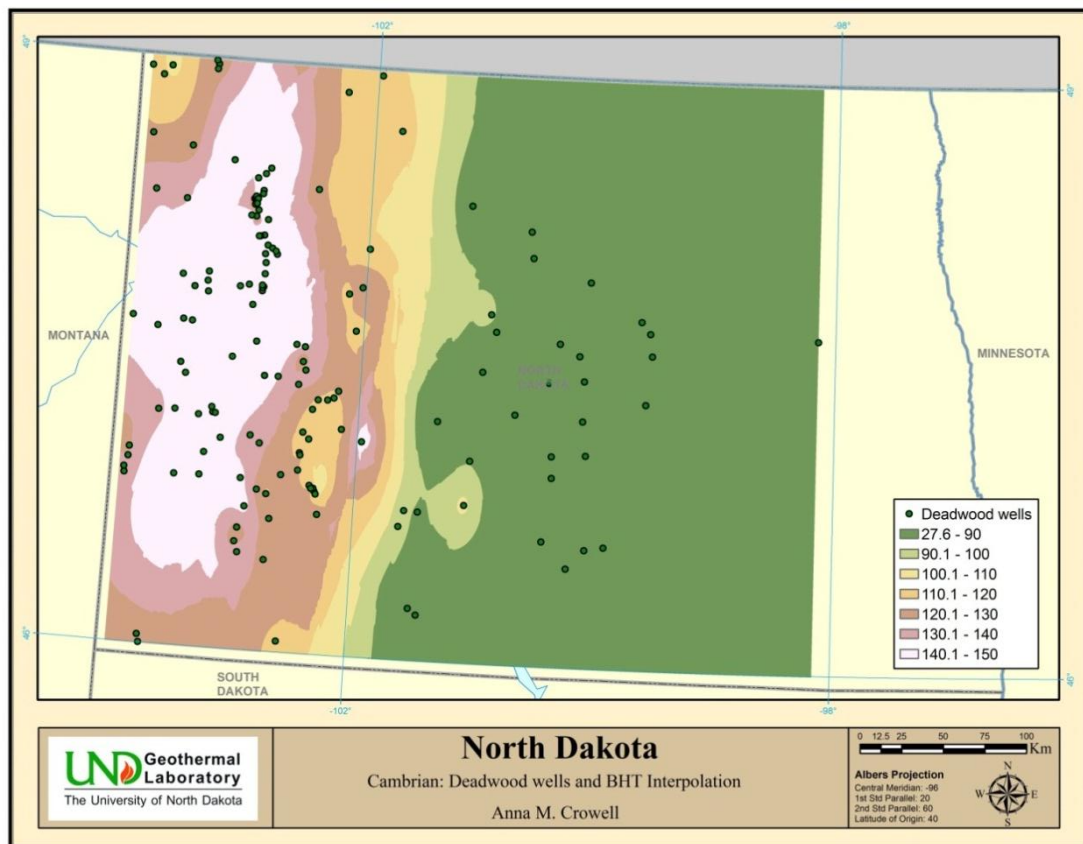 -102°
-98°
49°
49°
MONTANA
NORTH
DAKOTA
MINNESOTA
Deadwood wells
27.6 - 90
90.1 - 100
100.1 - 110
110.1 - 120
120.1 - 130
130.1 - 140
140.1 - 150
46°
46°
SOUTH
DAKOTA
-102°
-98°
UND Geothermal
Laboratory
The University of North Dakota
North Dakota
Cambrian: Deadwood wells and BHT Interpolation
Anna M. Crowell
0 12.5 25 50 75 100
Km
Albers Projection
Central Meridian: -96
1st Std Parallel: 20
2nd Std Parallel: 60
Latitude of Origin: 40
N
W E
S